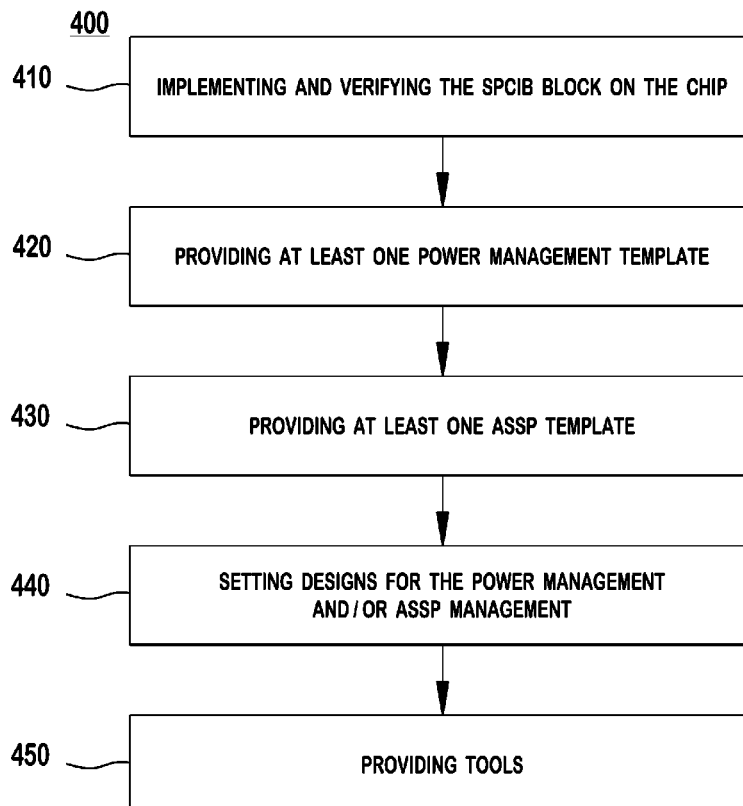 400
410
IMPLEMENTING AND VERIFYING THE SPCIB BLOCK ON THE CHIP
420
PROVIDING AT LEAST ONE POWER MANAGEMENT TEMPLATE
430
PROVIDING AT LEAST ONE ASSP TEMPLATE
440
SETTING DESIGNS FOR THE POWER MANAGEMENT
AND/OR ASSP MANAGEMENT
450
PROVIDING TOOLS